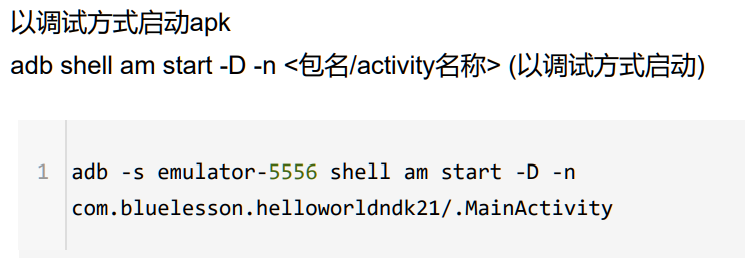 以调试方式启动apk
adb shell am start -D -n <包名/activity名称> (以调试方式启动)
1 adb -s emulator-5556 shell am start -D -n
com.bluelesson.helloworldndk21/.MainActivity